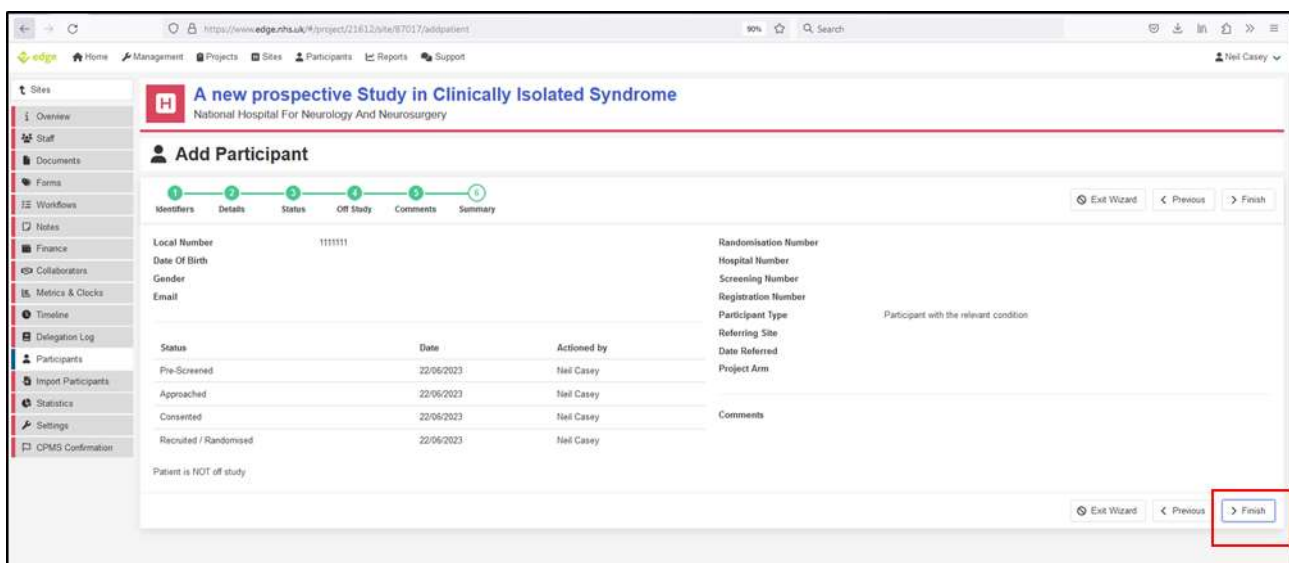 https://www.edge.nhs.uk/#/project/21612/site/87017/addpatient 90% Search
edge Home Management Projects Sites Participants Reports Support Neil Casey
Sites
Overview
Staff
Documents
Forms
Workflows
Notes
Finance
Collaborators
Metrics & Clocks
Timeline
Delegation Log
Participants
Import Participants
Statistics
Settings
CPMS Confirmation
H
A new prospective Study in Clinically Isolated Syndrome
National Hospital For Neurology And Neurosurgery
Add Participant
1 2 3 4 5 6
Identifiers Details Status Off Study Comments Summary
Exit Wizard Previous Finish
Local Number 1111111
Date Of Birth
Gender
Email
Status Date Actioned by
Pre-Screened 22/06/2023 Neil Casey
Approached 22/06/2023 Neil Casey
Consented 22/06/2023 Neil Casey
Recruited / Randomised 22/06/2023 Neil Casey
Patient is NOT off study
Randomisation Number
Hospital Number
Screening Number
Registration Number
Participant Type Participant with the relevant condition
Referring Site
Date Referred
Project Arm
Comments
Exit Wizard Previous Finish